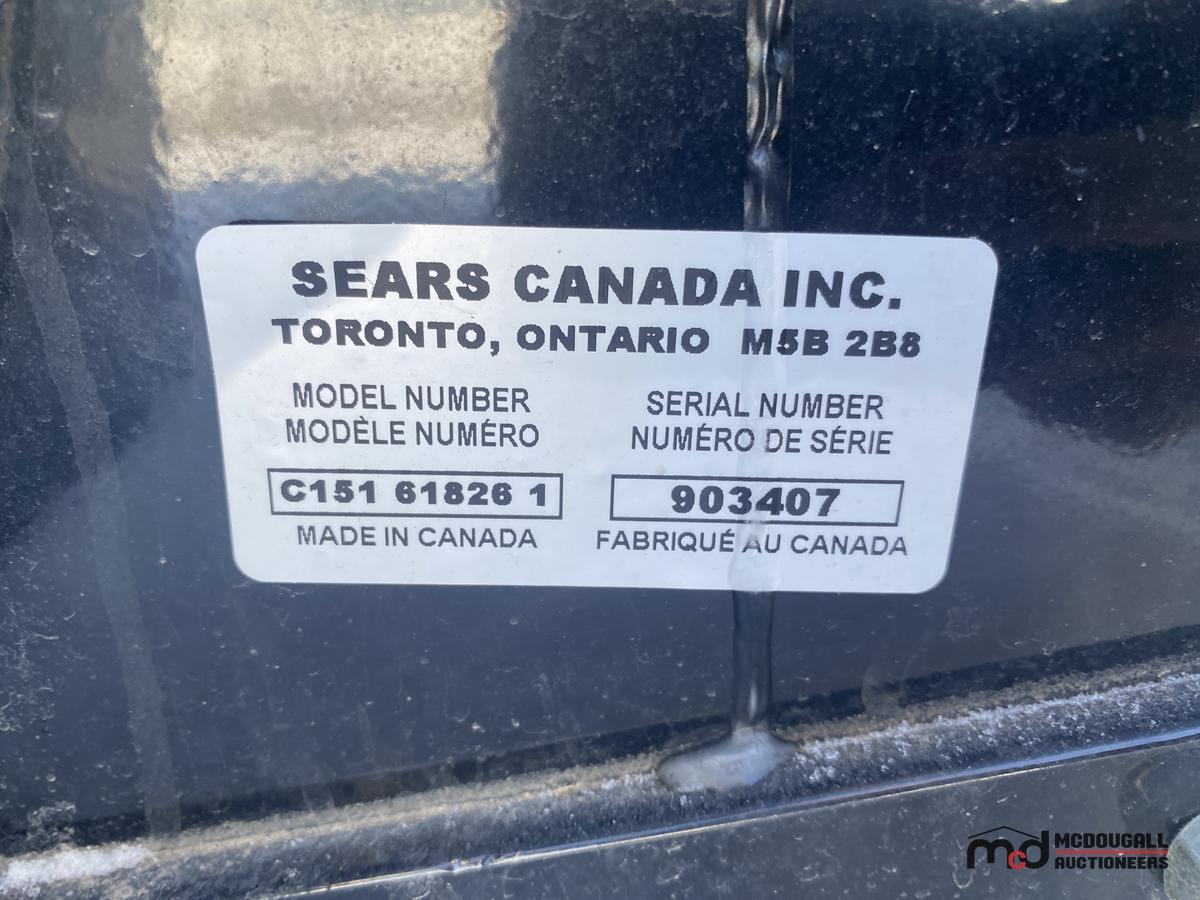 SEARS CANADA INC.
TORONTO, ONTARIO M5B 2B8
MODEL NUMBER
MODÈLE NUMÉRO
C151 61826 1
MADE IN CANADA
SERIAL NUMBER
NUMÉRO DE SÉRIE
903407
FABRIQUÉ AU CANADA
mcd
MCDOUGALL
AUCTIONEERS